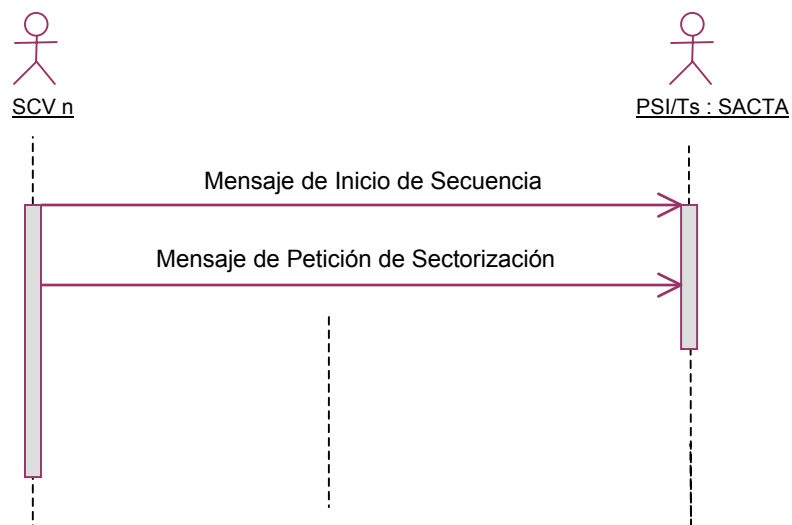 SCV n
PSI/Ts : SACTA
Mensaje de Inicio de Secuencia
Mensaje de Petición de Sectorización